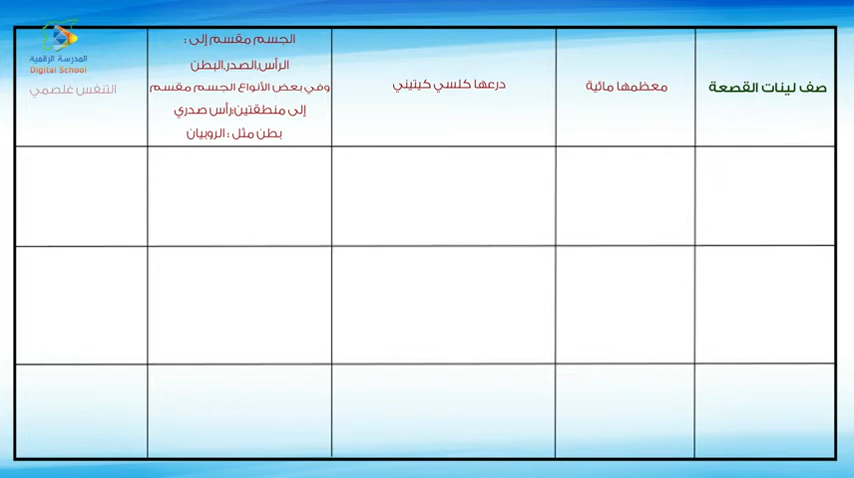 صف لينات القصعة
معظمها مائية
درعها كلسي كيتيني
الجسم مقسم إلى :
الرأس,الصدر,البطن
وفي بعض الأنواع الجسم مقسم
إلى منطقتين:رأس صدري
بطن مثل : الروبيان
التنفس غلصمي
المدرسة الرقمية
Digital School